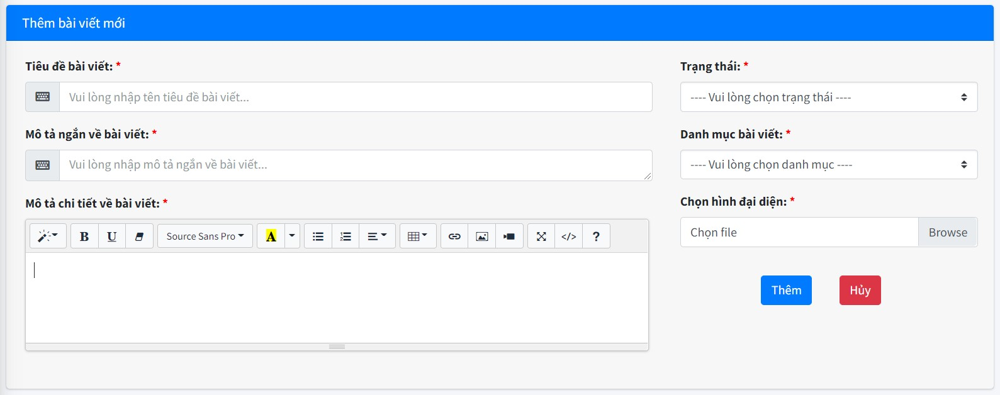 Thêm bài viết mới
Tiêu đề bài viết: *
Vui lòng nhập tên tiêu đề bài viết...
Mô tả ngắn về bài viết: *
Vui lòng nhập mô tả ngắn về bài viết...
Mô tả chi tiết về bài viết: *
B U Source Sans Pro A </> ?
Trạng thái: *
---- Vui lòng chọn trạng thái ----
Danh mục bài viết: *
---- Vui lòng chọn danh mục ----
Chọn hình đại diện: *
Chọn file Browse
Thêm Hủy